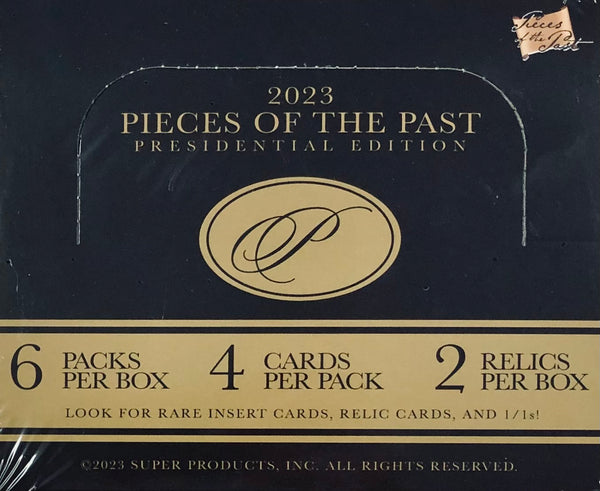 Pieces
of the Past
2023
PIECES OF THE PAST
PRESIDENTIAL EDITION
P
6 PACKS PER BOX 4 CARDS PER PACK 2 RELICS PER BOX
LOOK FOR RARE INSERT CARDS, RELIC CARDS, AND 1/1s!
©2023 SUPER PRODUCTS, INC. ALL RIGHTS RESERVED.